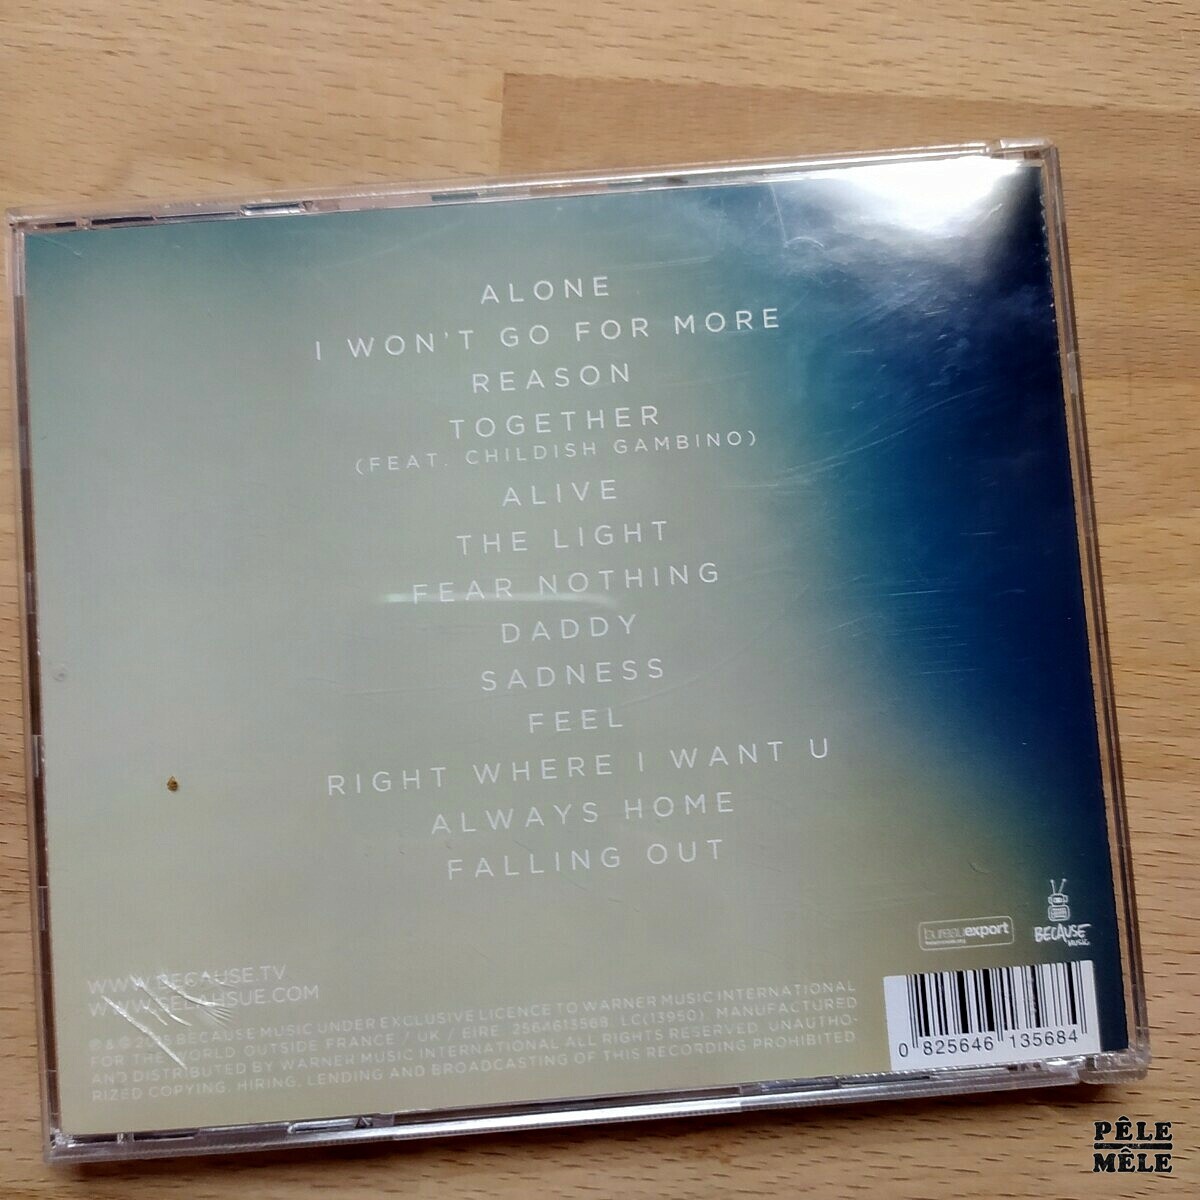 ALONE
I WON'T GO FOR MORE
REASON
TOGETHER
(FEAT. CHILDISH GAMBINO)
ALIVE
THE LIGHT
FEAR NOTHING
DADDY
SADNESS
FEEL
RIGHT WHERE I WANT U
ALWAYS HOME
FALLING OUT
bureauexport
BECAUSE
MUSIC
WWW.BECAUSE.TV
WWW.SELAHSUE.COM
℗ & © 2015 BECAUSE MUSIC UNDER EXCLUSIVE LICENCE TO WARNER MUSIC INTERNATIONAL
FOR THE WORLD OUTSIDE FRANCE / UK / EIRE. 2564613568. LC(13950). MANUFACTURED
AND DISTRIBUTED BY WARNER MUSIC INTERNATIONAL ALL RIGHTS RESERVED. UNAUTHO-
RIZED COPYING, HIRING, LENDING AND BROADCASTING OF THIS RECORDING PROHIBITED
0 825646 135684
PÊLE
MÊLE